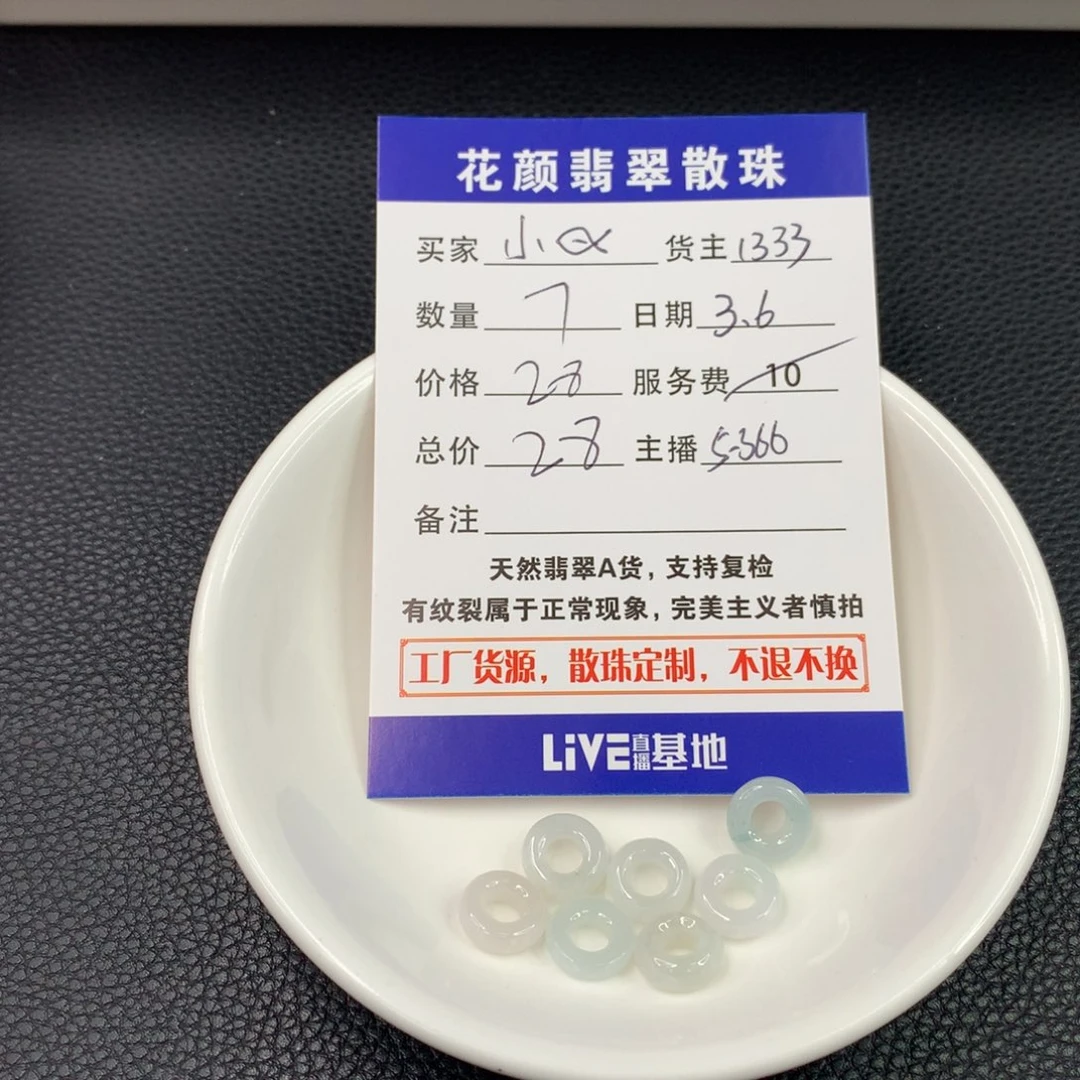 花颜翡翠散珠
买家 小 货主 1333
数量 7 日期 3.6
价格 28 服务费 10
总价 28 主播 5366
备注
天然翡翠A货，支持复检
有纹裂属于正常现象，完美主义者慎拍
工厂货源，散珠定制，不退不换
LiVE直播基地